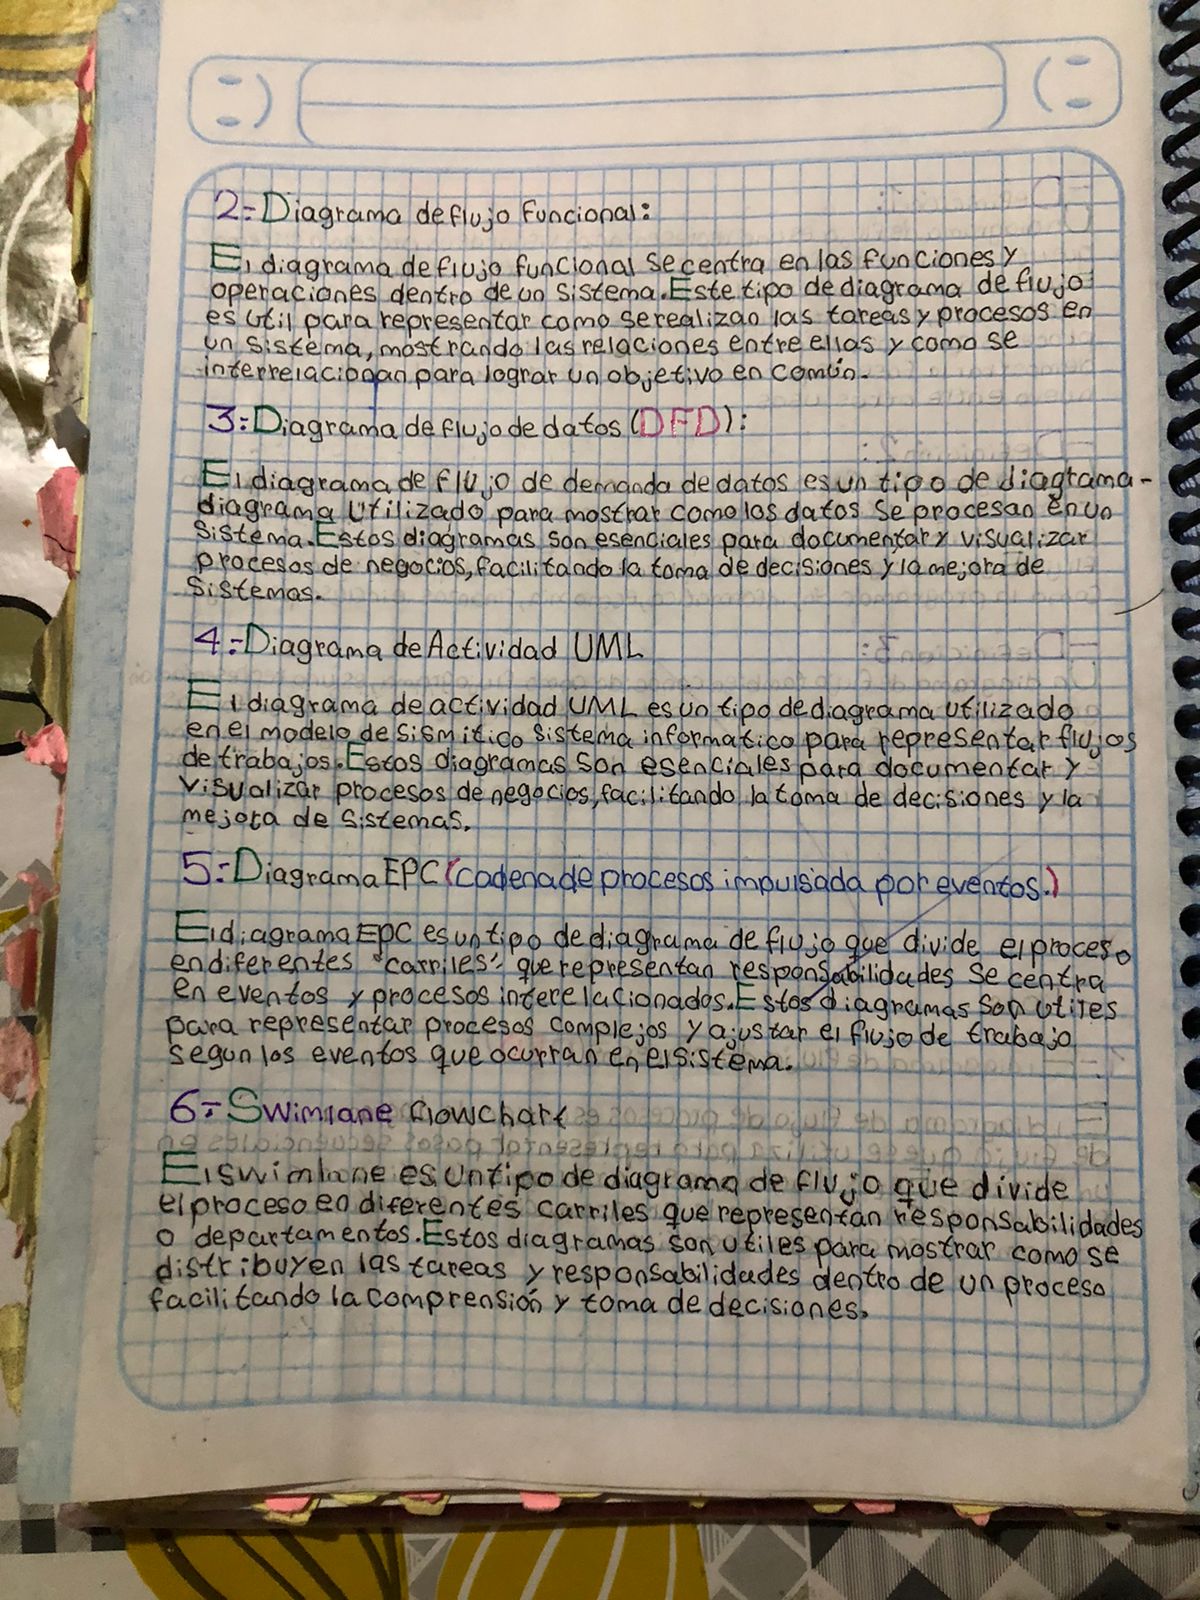 2-Diagrama de flujo Funcional:
El diagrama de flujo funcional se centra en las funciones y
operaciones dentro de un sistema. Este tipo de diagrama de flujo
es útil para representar como se realizan las tareas y procesos en
un sistema, mostrando las relaciones entre ellas y como se
interrelacionan para lograr un objetivo en común.
3-Diagrama de flujo de datos (DFD):
El diagrama de flujo de demanda de datos es un tipo de diagrama-
diagrama utilizado para mostrar como los datos se procesan en un
sistema. Estos diagramas son esenciales para documentar y visualizar
procesos de negocios, facilitando la toma de decisiones y la mejora de
sistemas.
4-Diagrama de Actividad UML
El diagrama de actividad UML es un tipo de diagrama utilizado
en el modelo de sismitico sistema informatico para representar flujos
de trabajos. Estos diagramas son esenciales para documentar y
visualizar procesos de negocios, facilitando la toma de decisiones y la
mejora de sistemas.
5-Diagrama EPC (cadena de procesos impulsada por eventos.)
El diagrama EPC es un tipo de diagrama de flujo que divide el proceso
en diferentes "carriles" que representan responsabilidades se centra
en eventos y procesos interelacionados. Estos diagramas son utiles
para representar procesos complejos y ajustar el flujo de trabajo
segun los eventos que ocurran en el sistema.
6-Swimlane flowchart
El swimlane es un tipo de diagrama de flujo que divide
el proceso en diferentes carriles que representan responsabilidades
o departamentos. Estos diagramas son utiles para mostrar como se
distribuyen las tareas y responsabilidades dentro de un proceso
facilitando la comprensión y toma de decisiones.